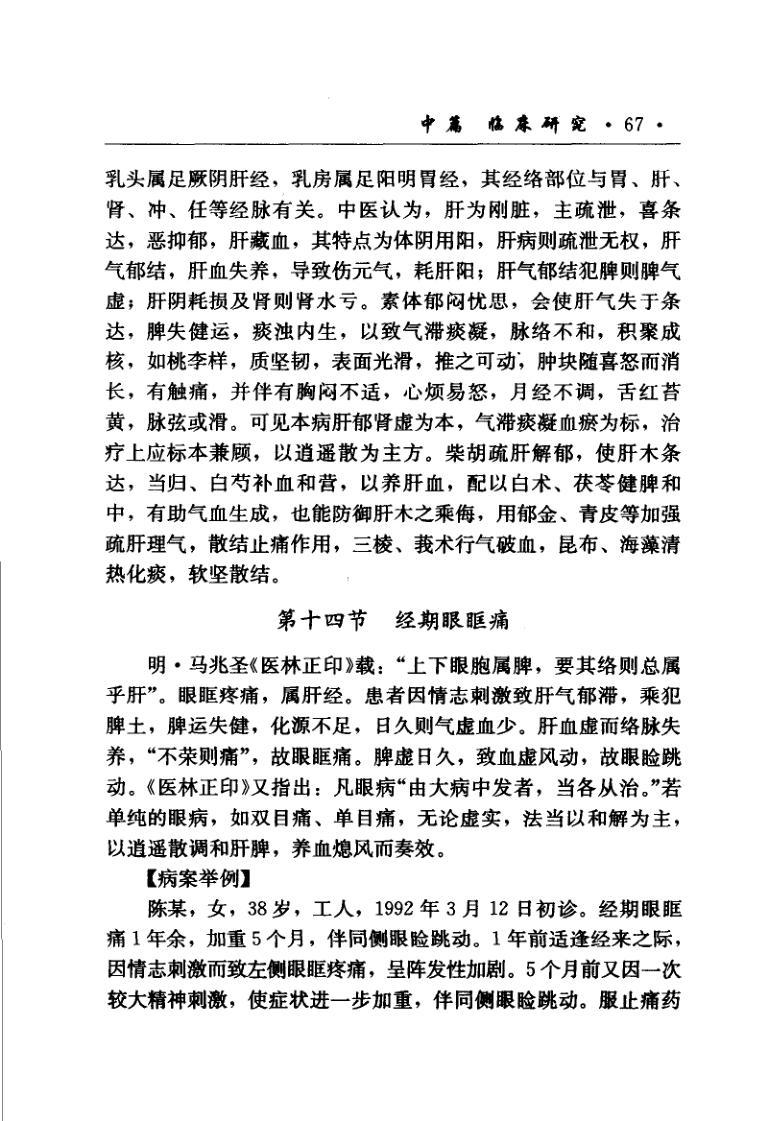 中篇 临床研究 · 67 ·
乳头属足厥阴肝经，乳房属足阳明胃经，其经络部位与胃、肝、
肾、冲、任等经脉有关。中医认为，肝为刚脏，主疏泄，喜条
达，恶抑郁，肝藏血，其特点为体阴用阳，肝病则疏泄无权，肝
气郁结，肝血失养，导致伤元气，耗肝阳；肝气郁结犯脾则脾气
虚；肝阴耗损及肾则肾水亏。素体郁闷忧思，会使肝气失于条
达，脾失健运，痰浊内生，以致气滞痰凝，脉络不和，积聚成
核，如桃李样，质坚韧，表面光滑，推之可动，肿块随喜怒而消
长，有触痛，并伴有胸闷不适，心烦易怒，月经不调，舌红苔
黄，脉弦或滑。可见本病肝郁肾虚为本，气滞痰凝血瘀为标，治
疗上应标本兼顾，以逍遥散为主方。柴胡疏肝解郁，使肝木条
达，当归、白芍补血和营，以养肝血，配以白术、茯苓健脾和
中，有助气血生成，也能防御肝木之乘侮，用郁金、青皮等加强
疏肝理气，散结止痛作用，三棱、莪术行气破血，昆布、海藻清
热化痰，软坚散结。
第十四节 经期眼眶痛
明·马兆圣《医林正印》载：“上下眼胞属脾，要其络则总属
乎肝”。眼眶疼痛，属肝经。患者因情志刺激致肝气郁滞，乘犯
脾土，脾运失健，化源不足，日久则气虚血少。肝血虚而络脉失
养，“不荣则痛”，故眼眶痛。脾虚日久，致血虚风动，故眼睑跳
动。《医林正印》又指出：凡眼病“由大病中发者，当各从治。”若
单纯的眼病，如双目痛、单目痛，无论虚实，法当以和解为主，
以逍遥散调和肝脾，养血熄风而奏效。
【病案举例】
陈某，女，38岁，工人，1992年3月12日初诊。经期眼眶
痛1年余，加重5个月，伴同侧眼睑跳动。1年前适逢经来之际，
因情志刺激而致左侧眼眶疼痛，呈阵发性加剧。5个月前又因一次
较大精神刺激，使症状进一步加重，伴同侧眼睑跳动。服止痛药